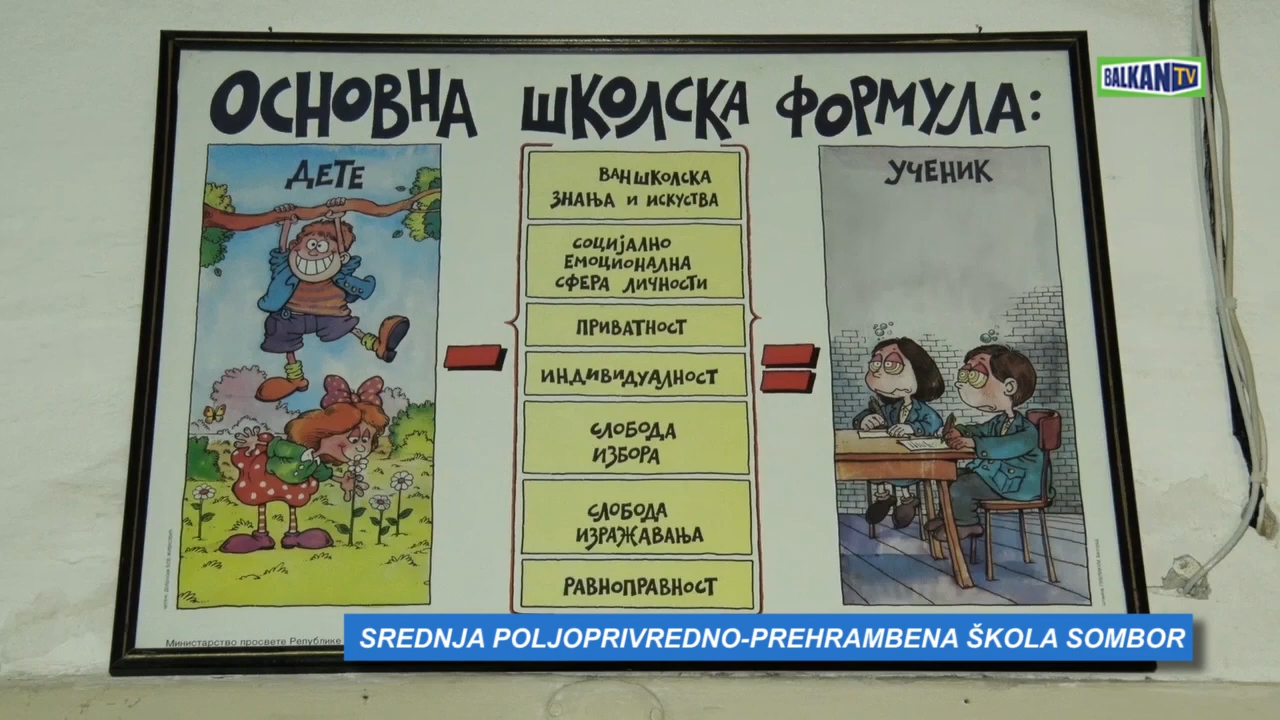 ОСНОВНА ШКОЛСКА ФОРМУЛА:
ДЕТЕ
ВАНШКОЛСКА
ЗНАЊА И ИСКУСТВА
СОЦИЈАЛНО
ЕМОЦИОНАЛНА
СФЕРА ЛИЧНОСТИ
ПРИВАТНОСТ
ИНДИВИДУАЛНОСТ
СЛОБОДА
ИЗБОРА
СЛОБОДА
ИЗРАЖАВАЊА
РАВНОПРАВНОСТ
УЧЕНИК
Министарство просвете Републике
BALKAN TV
SREDNJA POLJOPRIVREDNO-PREHRAMBENA ŠKOLA SOMBOR